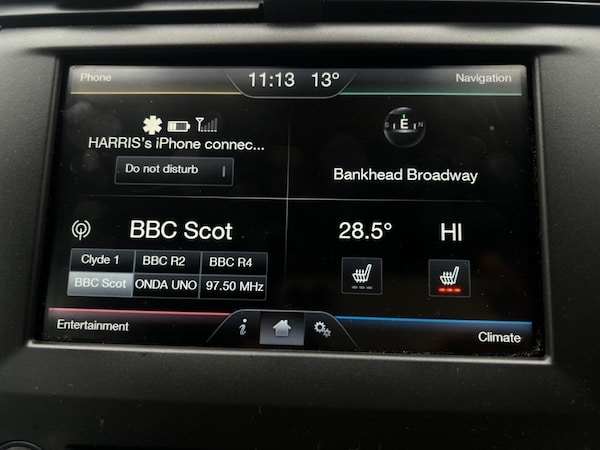 Phone 11:13 13° Navigation
HARRIS's iPhone connec...
Do not disturb
S E N
Bankhead Broadway
BBC Scot
Clyde 1 BBC R2 BBC R4
BBC Scot ONDA UNO 97.50 MHz
28.5° HI
Entertainment i Climate